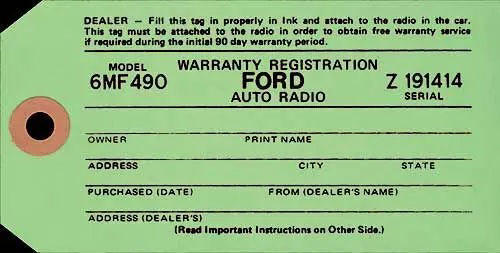 DEALER — Fill this tag in properly in Ink and attach to the radio in the car.
This tag must be attached to the radio in order to obtain free warranty service
if required during the initial 90 day warranty period.
MODEL WARRANTY REGISTRATION
6MF490 FORD Z 191414
AUTO RADIO SERIAL
OWNER PRINT NAME
ADDRESS CITY STATE
PURCHASED (DATE) FROM (DEALER'S NAME)
ADDRESS (DEALER'S)
(Read Important Instructions on Other Side.)